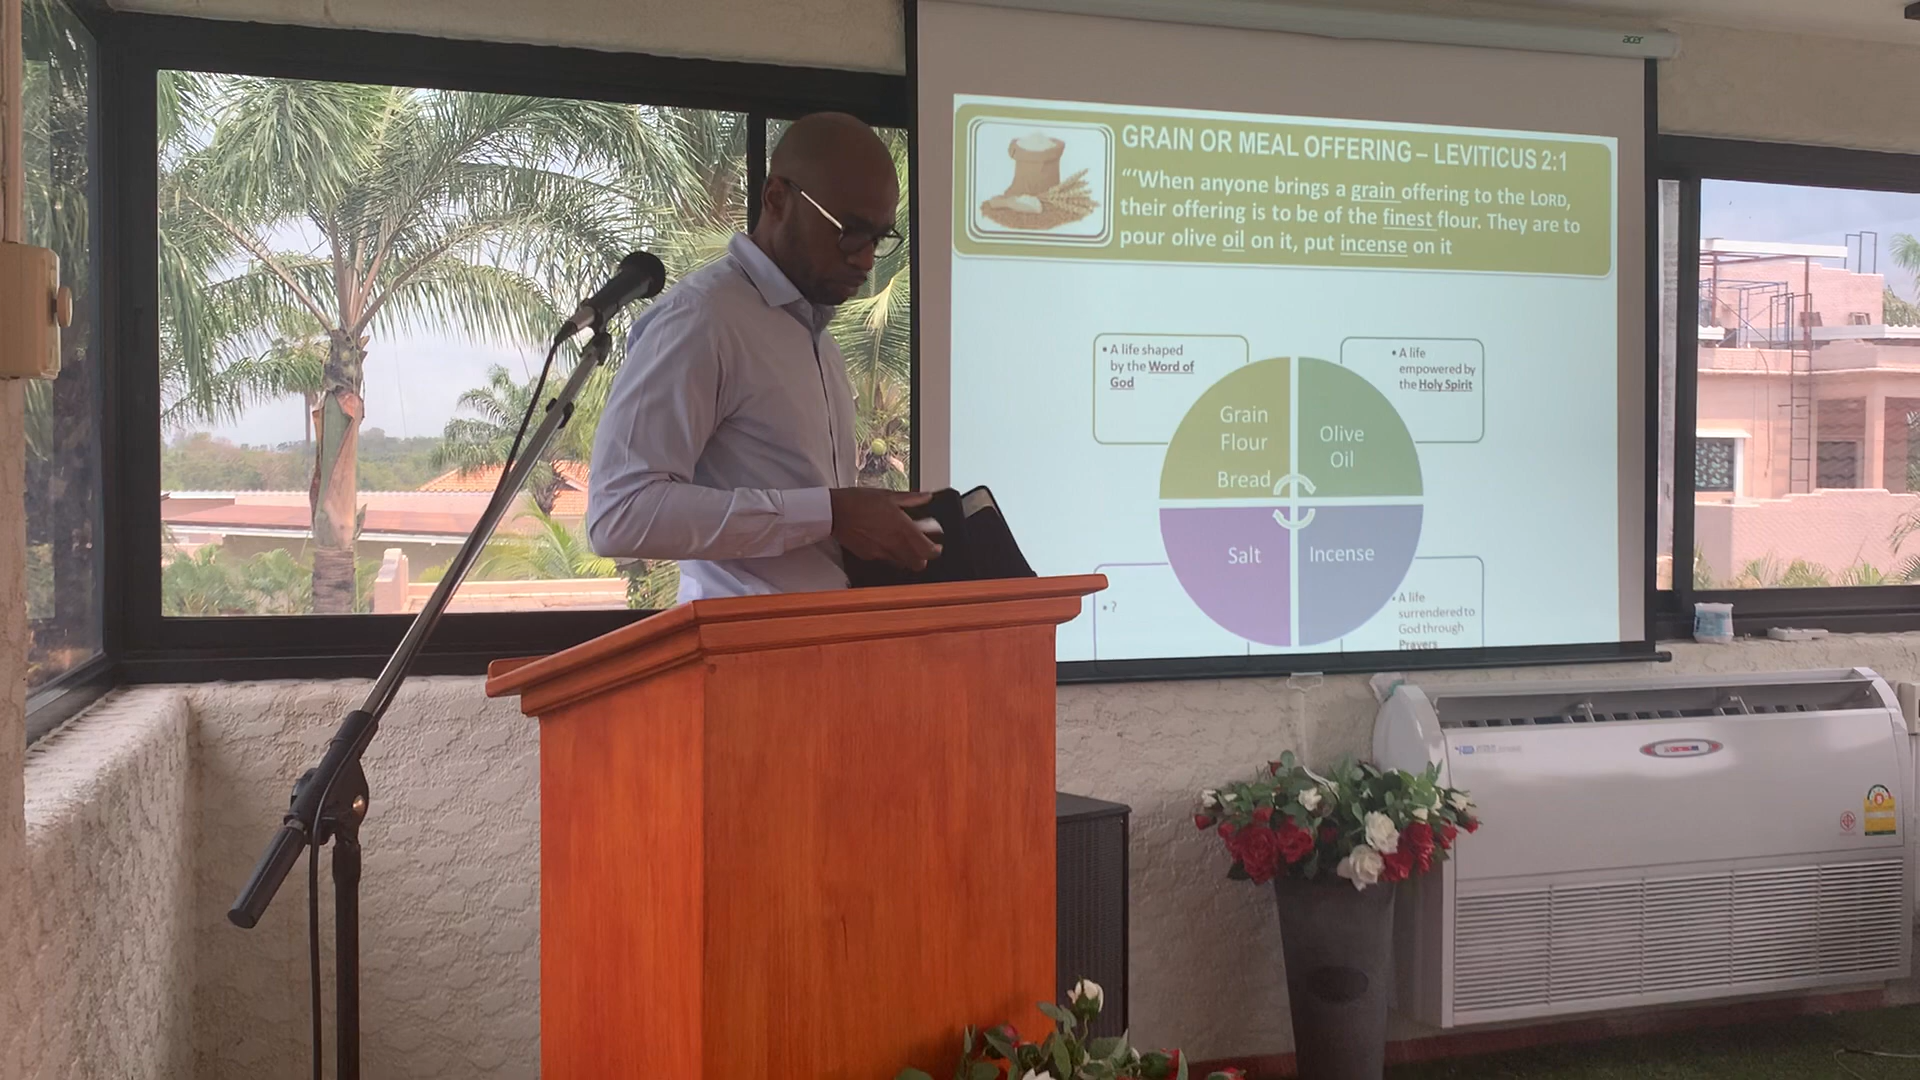 acer
GRAIN OR MEAL OFFERING – LEVITICUS 2:1
“‘When anyone brings a grain offering to the LORD,
their offering is to be of the finest flour. They are to
pour olive oil on it, put incense on it
• A life shaped
by the Word of
God
• A life
empowered by
the Holy Spirit
Grain
Flour
Bread
Olive
Oil
Salt
Incense
• ?
• A life
surrendered to
God through
Prayers